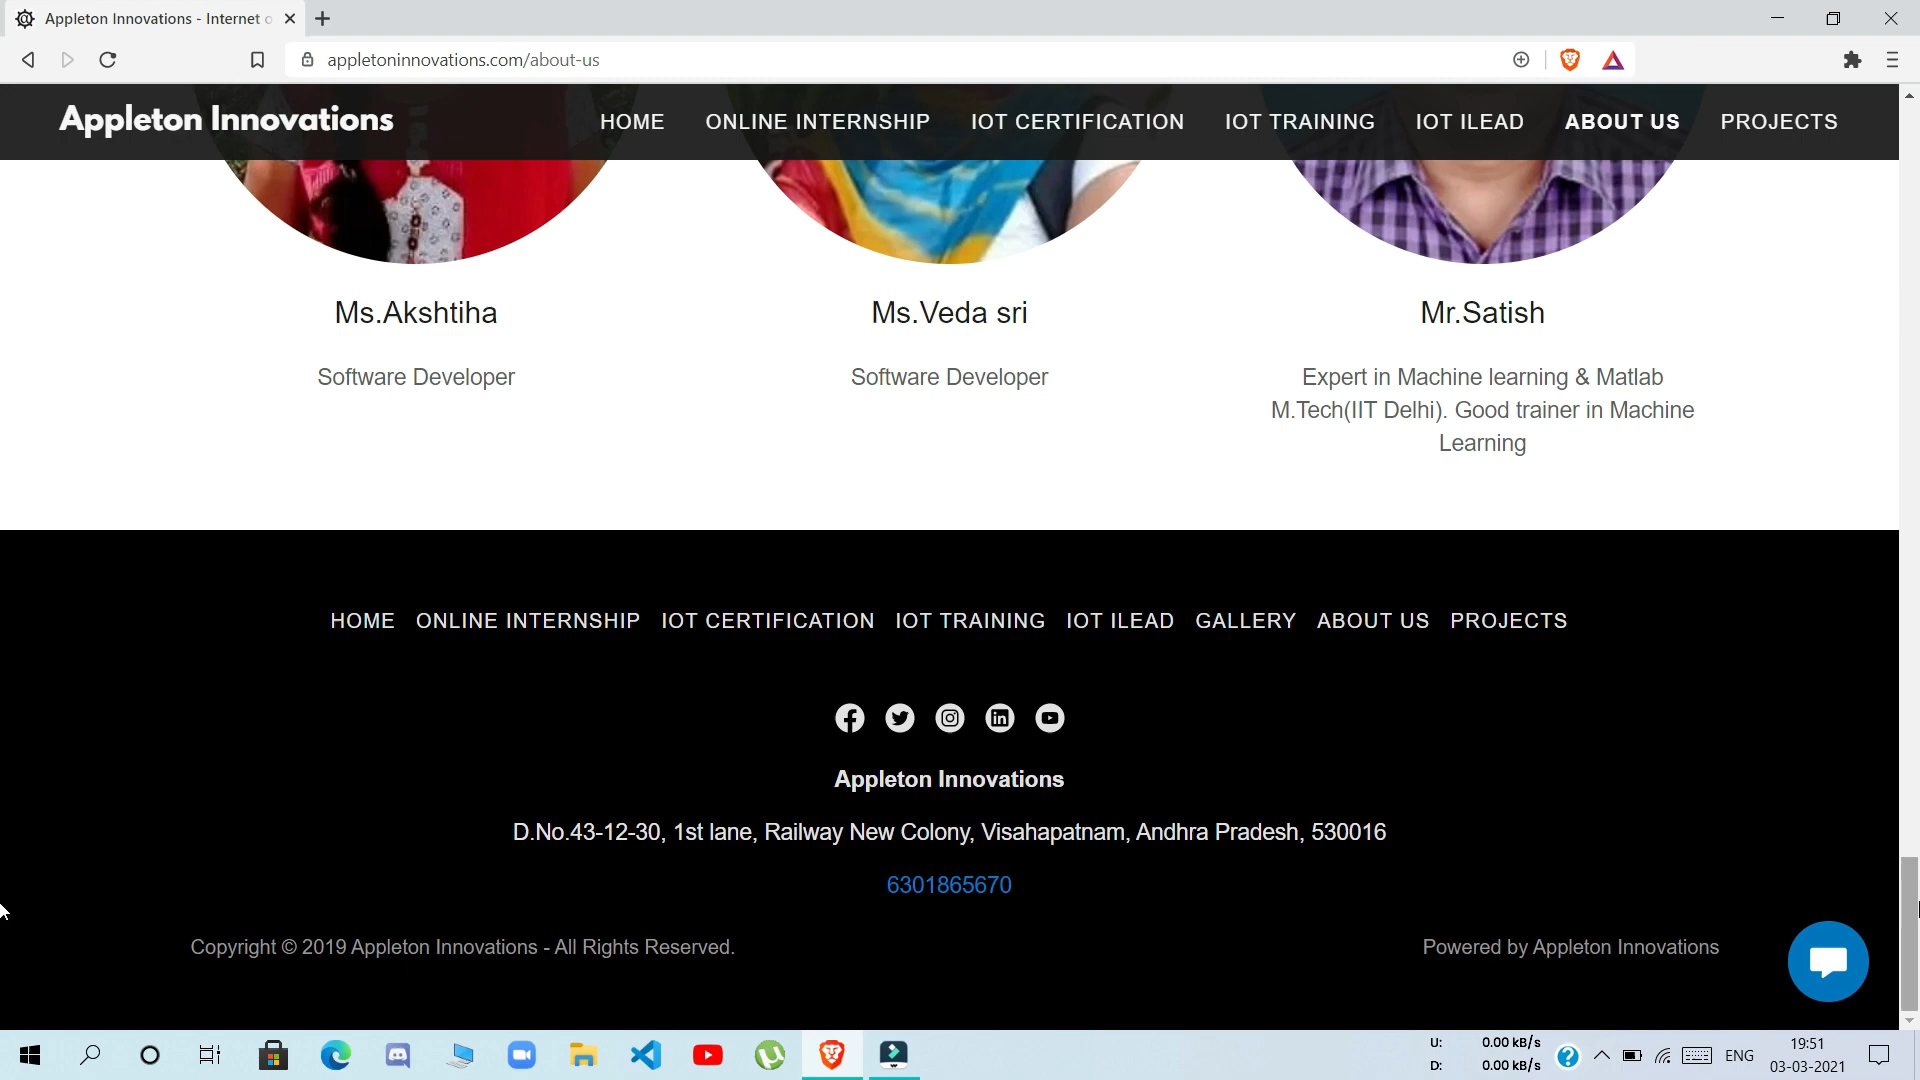 Appleton Innovations - Internet o
appletoninnovations.com/about-us
Appleton Innovations
HOME ONLINE INTERNSHIP IOT CERTIFICATION IOT TRAINING IOT ILEAD ABOUT US PROJECTS
Ms.Akshtiha
Ms.Veda sri
Mr.Satish
Software Developer
Software Developer
Expert in Machine learning & Matlab
M.Tech(IIT Delhi). Good trainer in Machine
Learning
HOME ONLINE INTERNSHIP IOT CERTIFICATION IOT TRAINING IOT ILEAD GALLERY ABOUT US PROJECTS
Appleton Innovations
D.No.43-12-30, 1st lane, Railway New Colony, Visahapatnam, Andhra Pradesh, 530016
6301865670
Copyright © 2019 Appleton Innovations - All Rights Reserved.
Powered by Appleton Innovations
U: 0.00 kB/s
D: 0.00 kB/s
ENG
19:51
03-03-2021